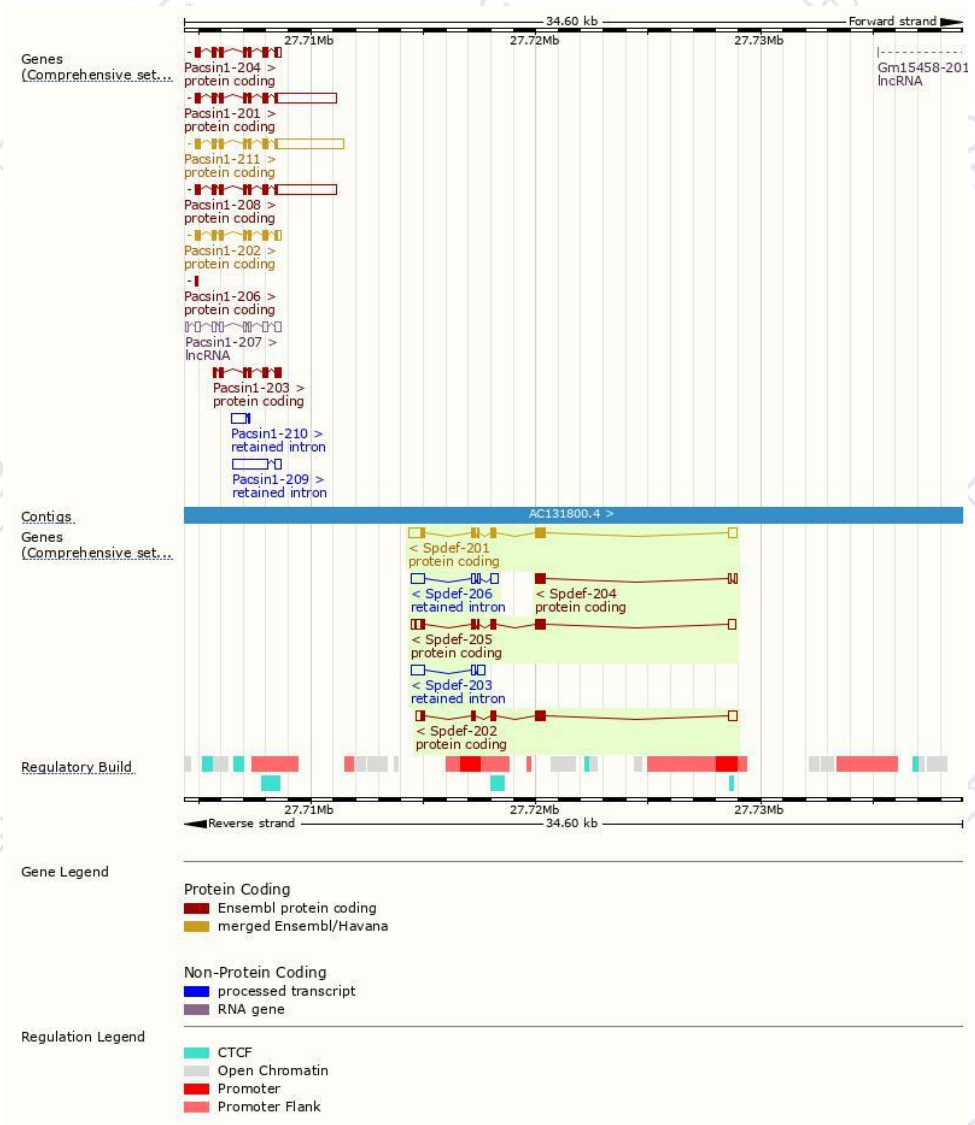 34.60 kb
Forward strand
27.71Mb 27.72Mb 27.73Mb
Genes
(Comprehensive set...
Pacsin1-204 >
protein coding
Gm15458-201
lncRNA
Pacsin1-201 >
protein coding
Pacsin1-211 >
protein coding
Pacsin1-208 >
protein coding
Pacsin1-202 >
protein coding
Pacsin1-206 >
protein coding
Pacsin1-207 >
lncRNA
Pacsin1-203 >
protein coding
Pacsin1-210 >
retained intron
Pacsin1-209 >
retained intron
Contigs
AC131800.4 >
Genes
(Comprehensive set...
< Spdef-201
protein coding
< Spdef-206
retained intron
< Spdef-204
protein coding
< Spdef-205
protein coding
< Spdef-203
retained intron
< Spdef-202
protein coding
Regulatory Build
27.71Mb 27.72Mb 27.73Mb
Reverse strand
34.60 kb
Gene Legend
Protein Coding
Ensembl protein coding
merged Ensembl/Havana
Non-Protein Coding
processed transcript
RNA gene
Regulation Legend
CTCF
Open Chromatin
Promoter
Promoter Flank